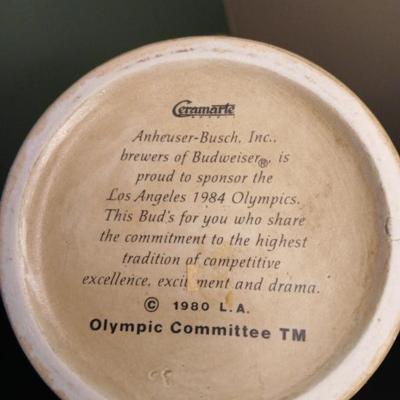 Ceramarte
Anheuser-Busch, Inc.,
brewers of Budweiser®, is
proud to sponsor the
Los Angeles 1984 Olympics.
This Bud's for you who share
the commitment to the highest
tradition of competitive
excellence, excitement and drama.
© 1980 L.A.
Olympic Committee TM